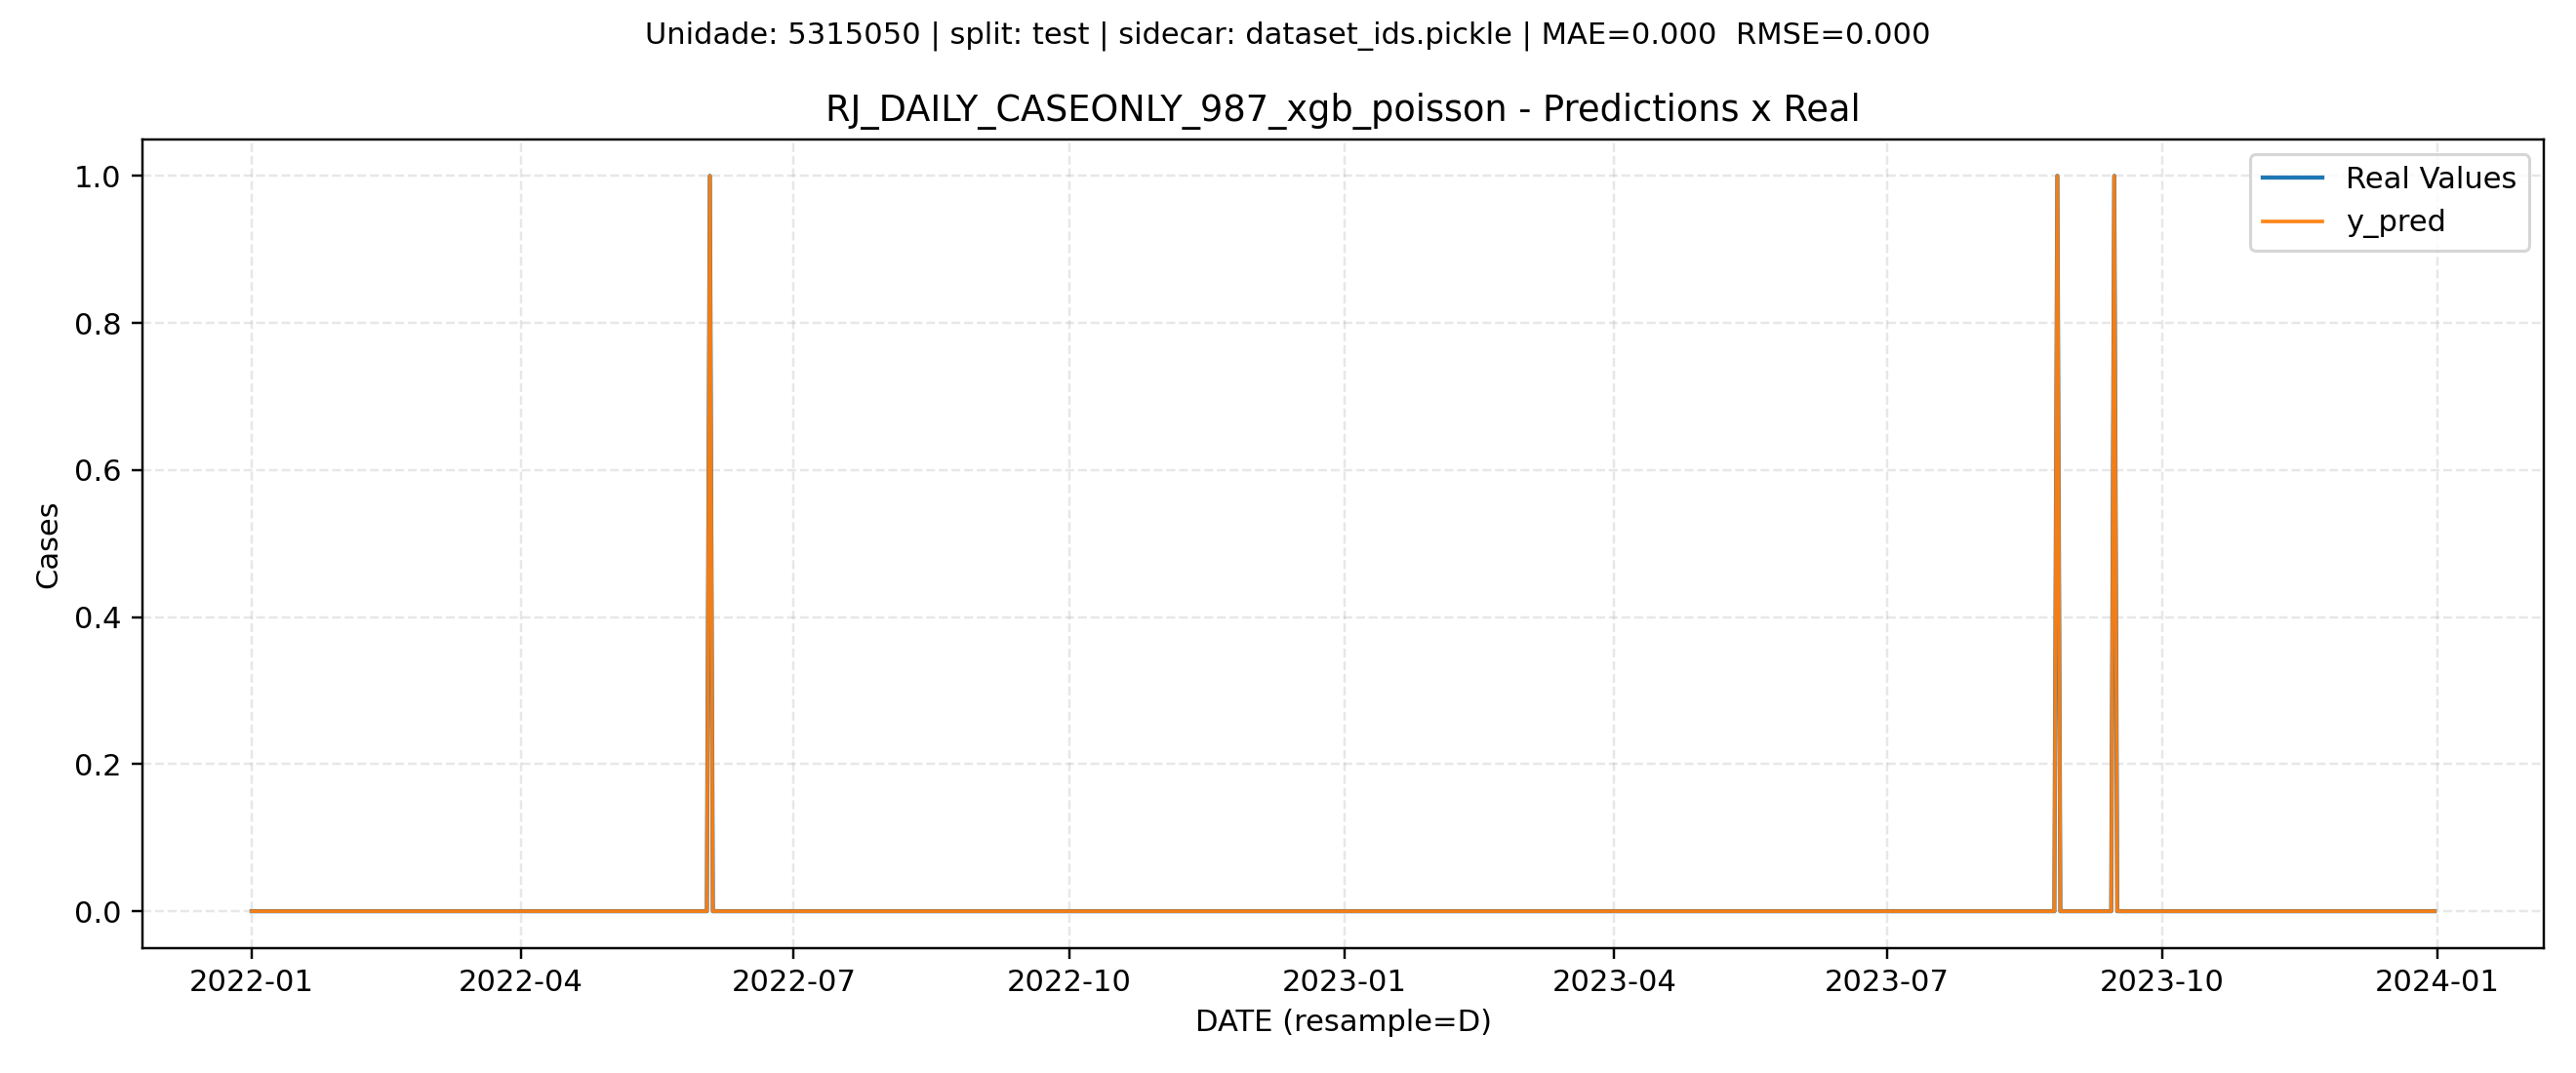 Unidade: 5315050 | split: test | sidecar: dataset_ids.pickle | MAE=0.000  RMSE=0.000
RJ_DAILY_CASEONLY_987_xgb_poisson - Predictions x Real
Real Values
y_pred
1.0
0.8
0.6
0.4
0.2
0.0
Cases
2022-01 2022-04 2022-07 2022-10 2023-01 2023-04 2023-07 2023-10 2024-01
DATE (resample=D)